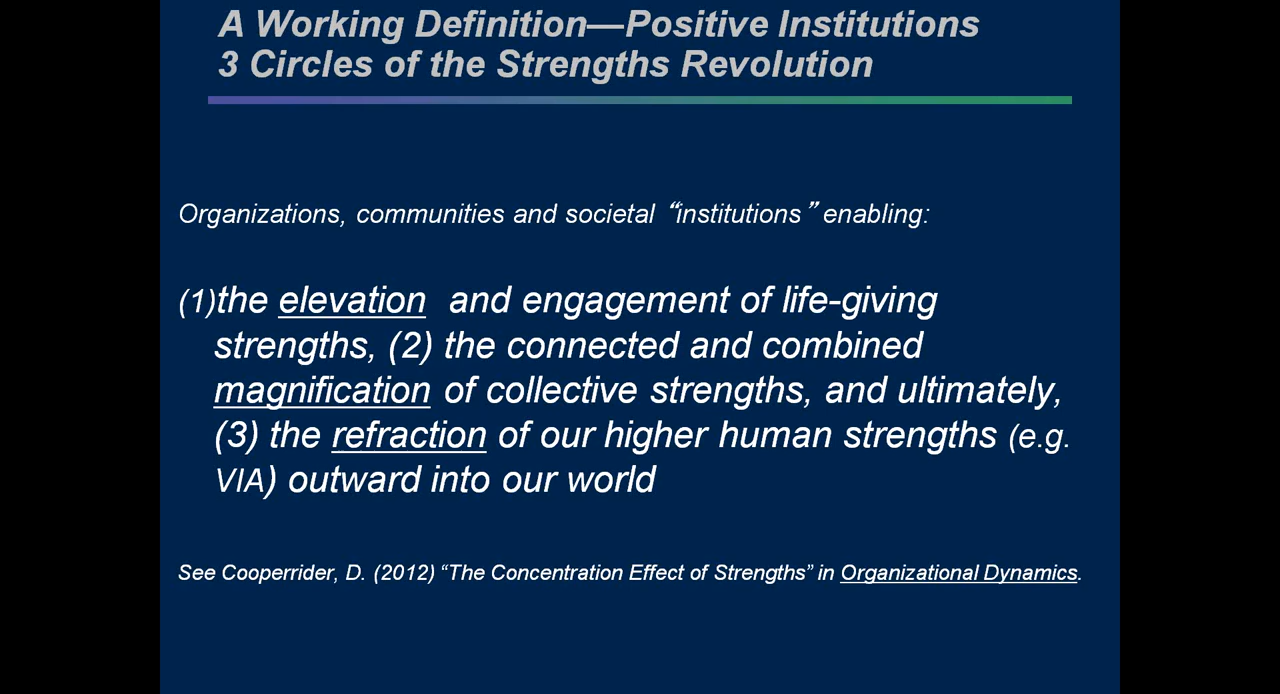 A Working Definition—Positive Institutions
3 Circles of the Strengths Revolution
Organizations, communities and societal “institutions” enabling:
(1)the elevation and engagement of life-giving
strengths, (2) the connected and combined
magnification of collective strengths, and ultimately,
(3) the refraction of our higher human strengths (e.g.
VIA) outward into our world
See Cooperrider, D. (2012) “The Concentration Effect of Strengths” in Organizational Dynamics.